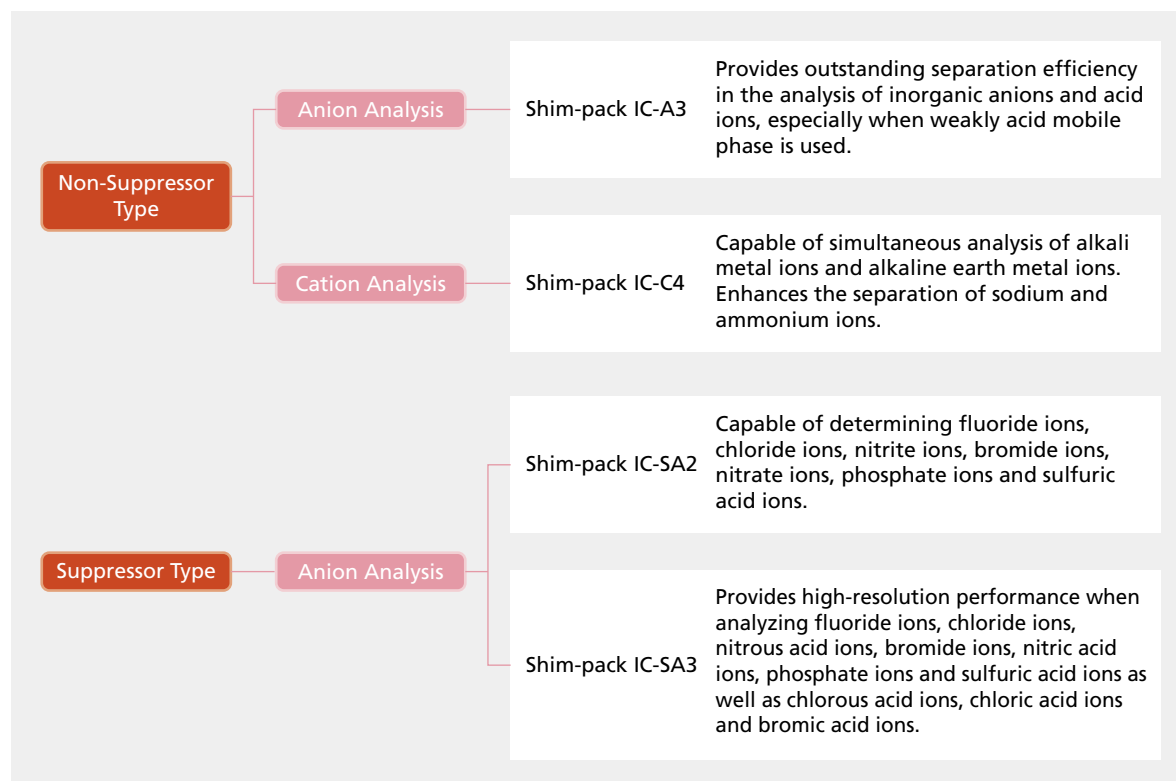 Non-Suppressor
Type
Anion Analysis
Shim-pack IC-A3
Provides outstanding separation efficiency
in the analysis of inorganic anions and acid
ions, especially when weakly acid mobile
phase is used.
Cation Analysis
Shim-pack IC-C4
Capable of simultaneous analysis of alkali
metal ions and alkaline earth metal ions.
Enhances the separation of sodium and
ammonium ions.
Suppressor Type
Anion Analysis
Shim-pack IC-SA2
Capable of determining fluoride ions,
chloride ions, nitrite ions, bromide ions,
nitrate ions, phosphate ions and sulfuric
acid ions.
Shim-pack IC-SA3
Provides high-resolution performance when
analyzing fluoride ions, chloride ions,
nitrous acid ions, bromide ions, nitric acid
ions, phosphate ions and sulfuric acid ions as
well as chlorous acid ions, chloric acid ions
and bromic acid ions.